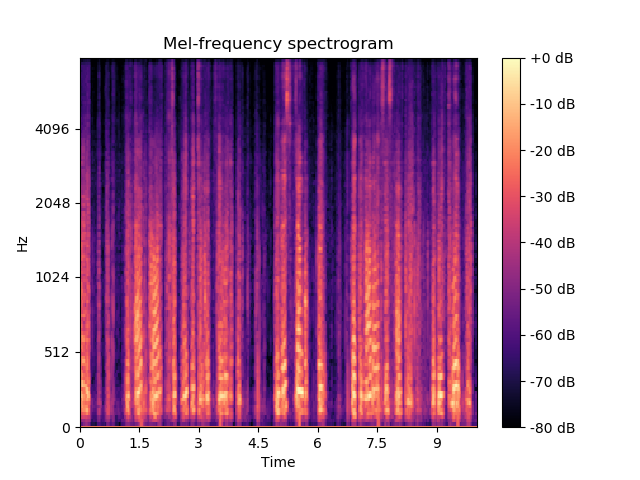 Mel-frequency spectrogram
Hz
4096
2048
1024
512
0
0 1.5 3 4.5 6 7.5 9
Time
+0 dB
-10 dB
-20 dB
-30 dB
-40 dB
-50 dB
-60 dB
-70 dB
-80 dB